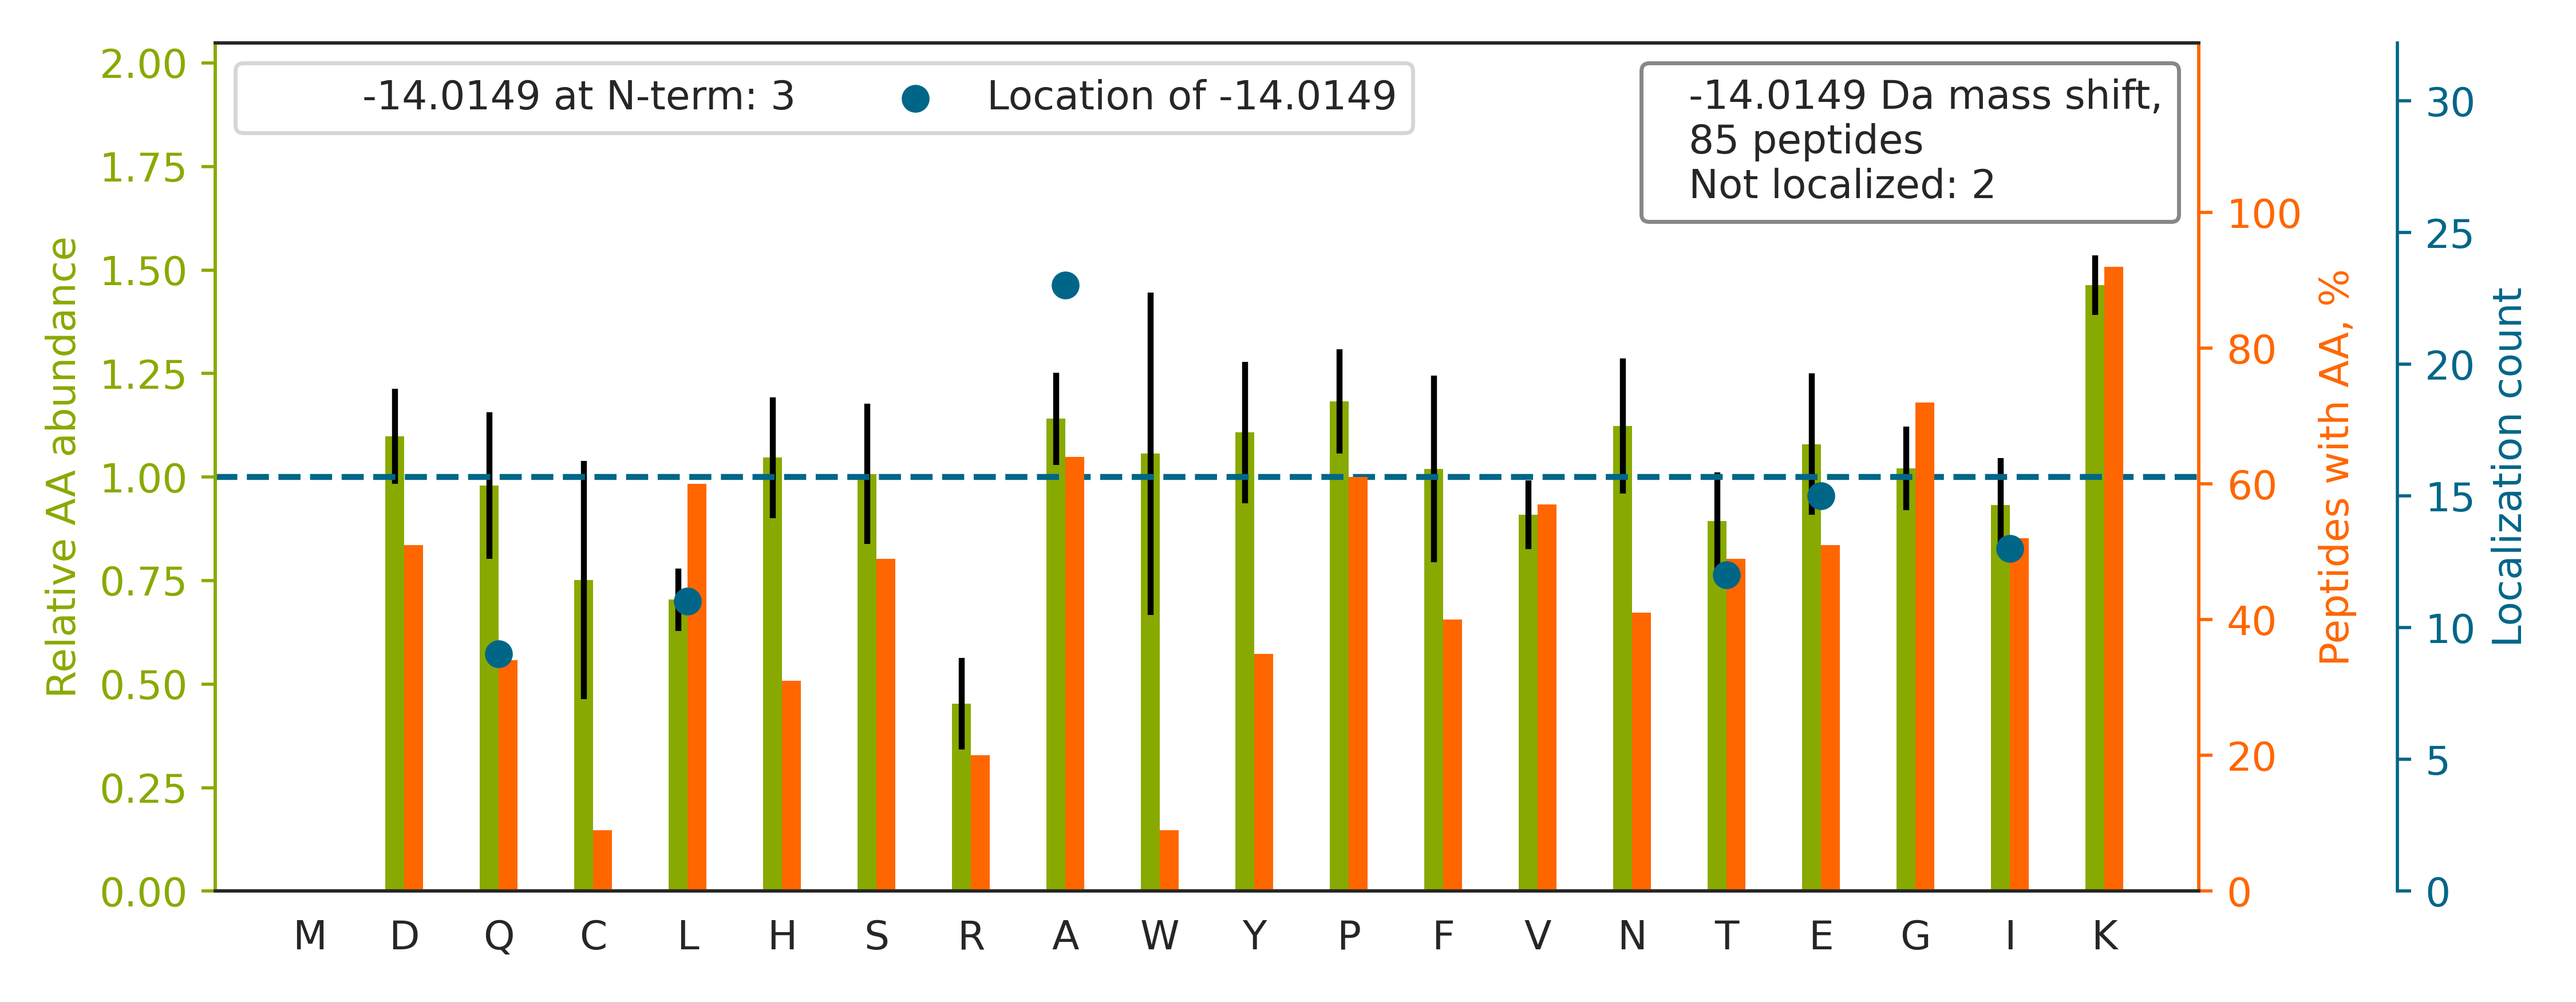 -14.0149 at N-term: 3
Location of -14.0149
-14.0149 Da mass shift,
85 peptides
Not localized: 2
Relative AA abundance
2.00
1.75
1.50
1.25
1.00
0.75
0.50
0.25
0.00
M D Q C L H S R A W Y P F V N T E G I K
100
80
60
40
20
0
Peptides with AA, %
30
25
20
15
10
5
0
Localization count